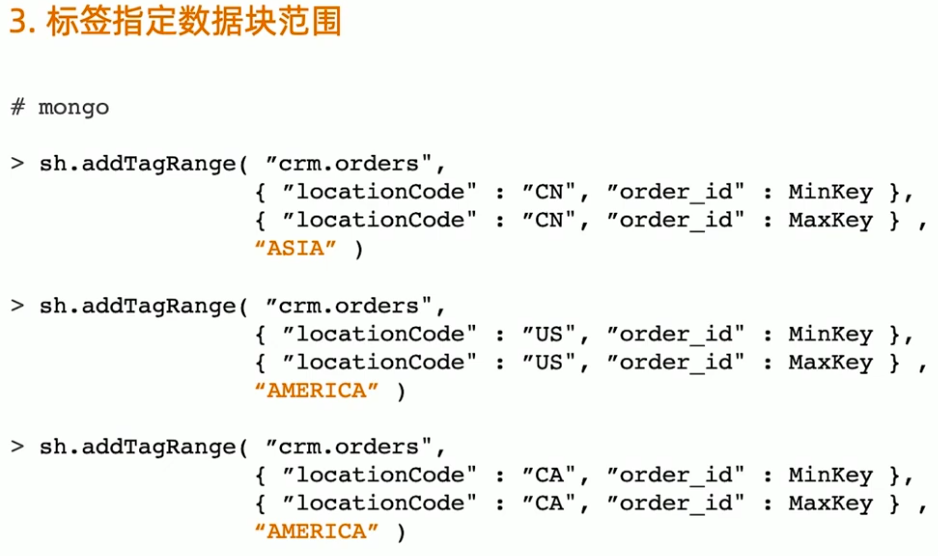 3. 标签指定数据块范围
# mongo
> sh.addTagRange( ”crm.orders",
{ ”locationCode" : ”CN", ”order_id" : MinKey },
{ ”locationCode" : ”CN", ”order_id" : MaxKey } ,
“ASIA” )
> sh.addTagRange( ”crm.orders",
{ ”locationCode" : ”US", ”order_id" : MinKey },
{ ”locationCode" : ”US", ”order_id" : MaxKey } ,
“AMERICA” )
> sh.addTagRange( ”crm.orders",
{ ”locationCode" : ”CA", ”order_id" : MinKey },
{ ”locationCode" : ”CA", ”order_id" : MaxKey } ,
“AMERICA” )